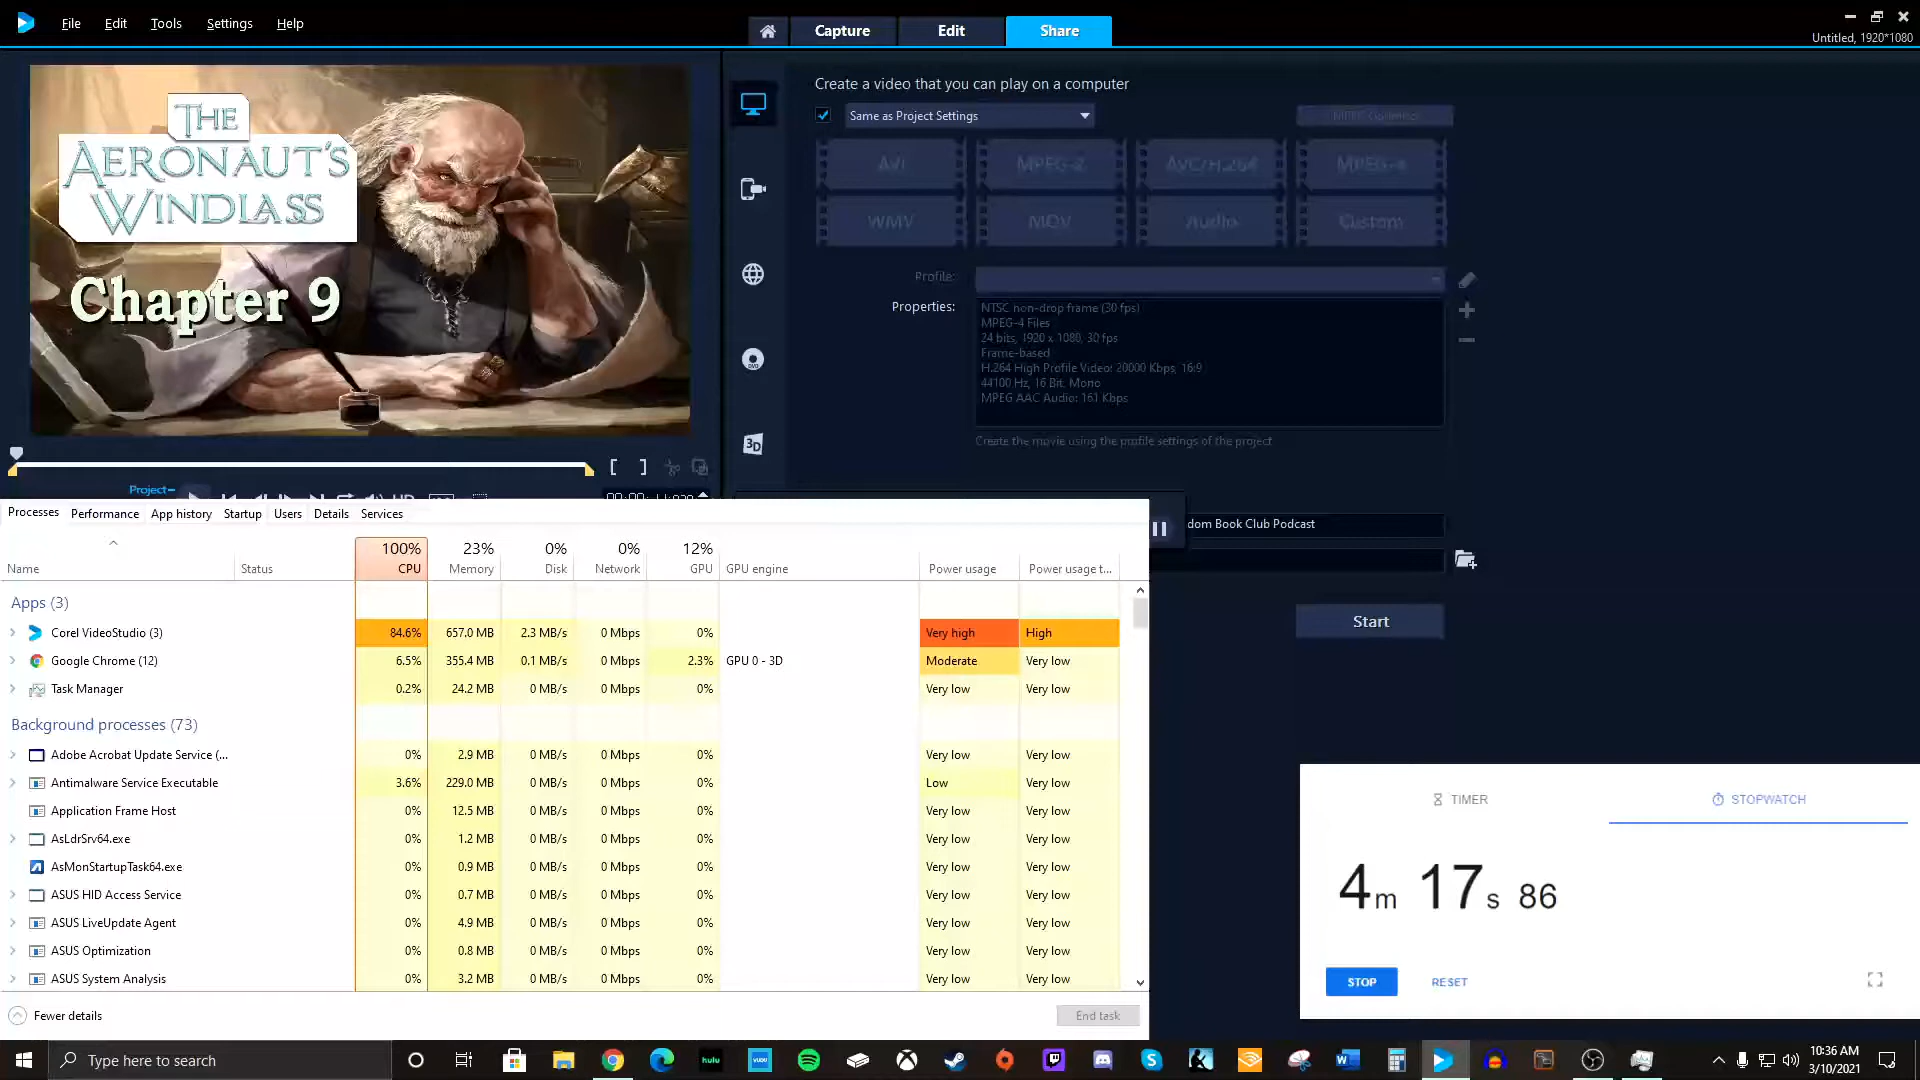 File Edit Tools Settings Help
Capture Edit Share
Untitled, 1920*1080
THE
AERONAUT'S
WINDLASS
Chapter 9
Project
HD
Create a video that you can play on a computer
Same as Project Settings
MPEG Optimizer
AVI MPEG-2 AVC/H.264 MPEG-4
WMV MOV Audio Custom
Profile:
Properties:
NTSC non-drop frame (30 fps)
MPEG-4 Files
24 bits, 1920 x 1080, 30 fps
Frame-based
H.264 High Profile Video: 20000 Kbps, 16:9
44100 Hz, 16 Bit, Mono
MPEG AAC Audio: 161 Kbps
Create the movie using the profile settings of the project
3D
dom Book Club Podcast
Start
Processes Performance App history Startup Users Details Services
100% 23% 0% 0% 12%
Name Status CPU Memory Disk Network GPU GPU engine Power usage Power usage t...
Apps (3)
Corel VideoStudio (3) 84.6% 657.0 MB 2.3 MB/s 0 Mbps 0% Very high High
Google Chrome (12) 6.5% 355.4 MB 0.1 MB/s 0 Mbps 2.3% GPU 0 - 3D Moderate Very low
Task Manager 0.2% 24.2 MB 0 MB/s 0 Mbps 0% Very low Very low
Background processes (73)
Adobe Acrobat Update Service (... 0% 2.9 MB 0 MB/s 0 Mbps 0% Very low Very low
Antimalware Service Executable 3.6% 229.0 MB 0 MB/s 0 Mbps 0% Low Very low
Application Frame Host 0% 12.5 MB 0 MB/s 0 Mbps 0% Very low Very low
AsLdrSrv64.exe 0% 1.2 MB 0 MB/s 0 Mbps 0% Very low Very low
AsMonStartupTask64.exe 0% 0.9 MB 0 MB/s 0 Mbps 0% Very low Very low
ASUS HID Access Service 0% 0.7 MB 0 MB/s 0 Mbps 0% Very low Very low
ASUS LiveUpdate Agent 0% 4.9 MB 0 MB/s 0 Mbps 0% Very low Very low
ASUS Optimization 0% 0.8 MB 0 MB/s 0 Mbps 0% Very low Very low
ASUS System Analysis 0% 3.2 MB 0 MB/s 0 Mbps 0% Very low Very low
Fewer details
End task
TIMER STOPWATCH
4m 17s 86
STOP RESET
Type here to search
hulu
VUDU
10:36 AM
3/10/2021